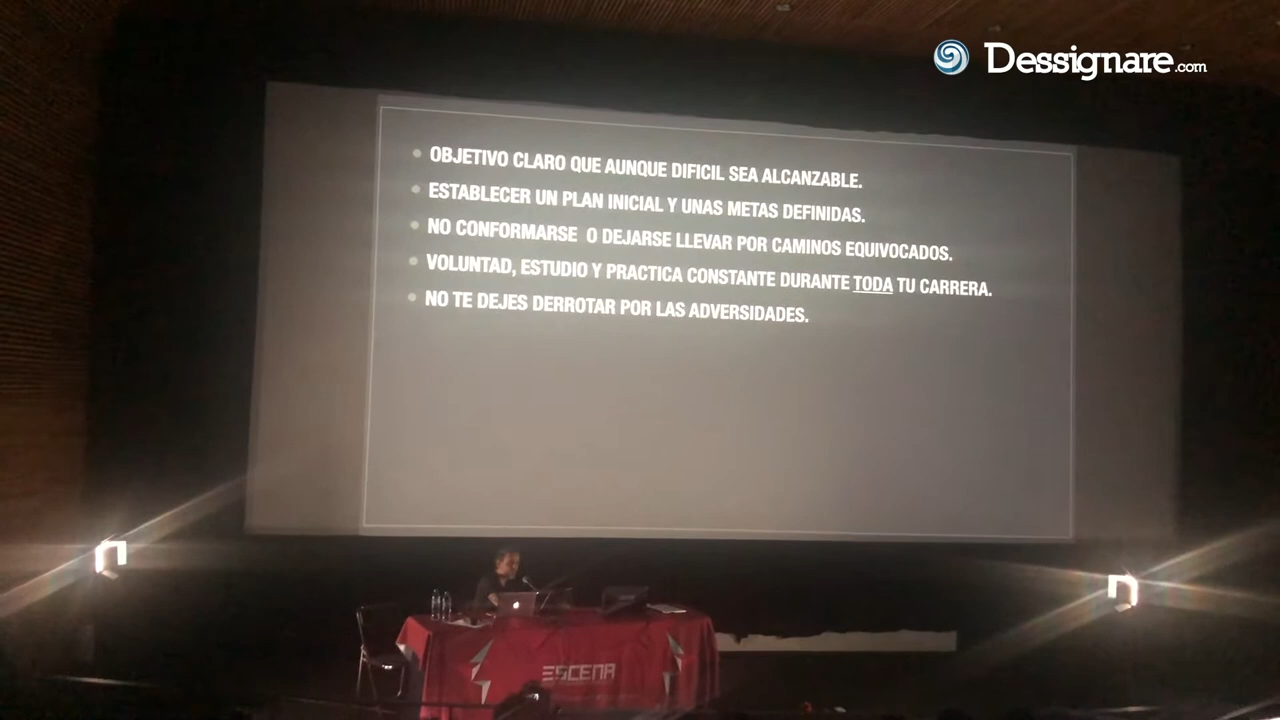 Dessignare.com
OBJETIVO CLARO QUE AUNQUE DIFICIL SEA ALCANZABLE.
ESTABLECER UN PLAN INICIAL Y UNAS METAS DEFINIDAS.
NO CONFORMARSE O DEJARSE LLEVAR POR CAMINOS EQUIVOCADOS.
VOLUNTAD, ESTUDIO Y PRACTICA CONSTANTE DURANTE TODA TU CARRERA.
NO TE DEJES DERROTAR POR LAS ADVERSIDADES.
ESCENA